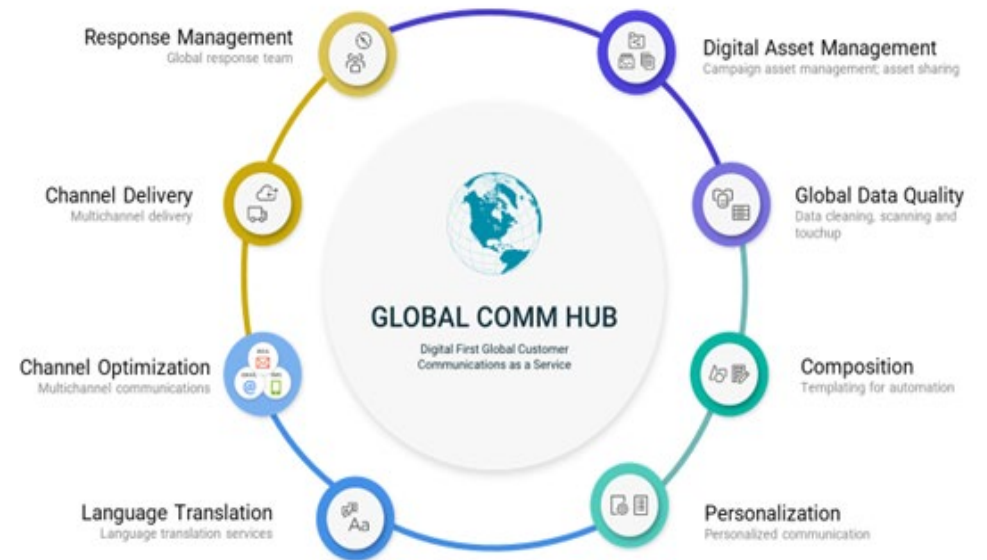 Response Management
Global response team
Digital Asset Management
Campaign asset management; asset sharing
Channel Delivery
Multichannel delivery
Global Data Quality
Data cleaning, scanning and
touchup
GLOBAL COMM HUB
Digital First Global Customer
Communications as a Service
Channel Optimization
Multichannel communications
Composition
Templating for automation
Language Translation
Language translation services
Aa
Personalization
Personalized communication